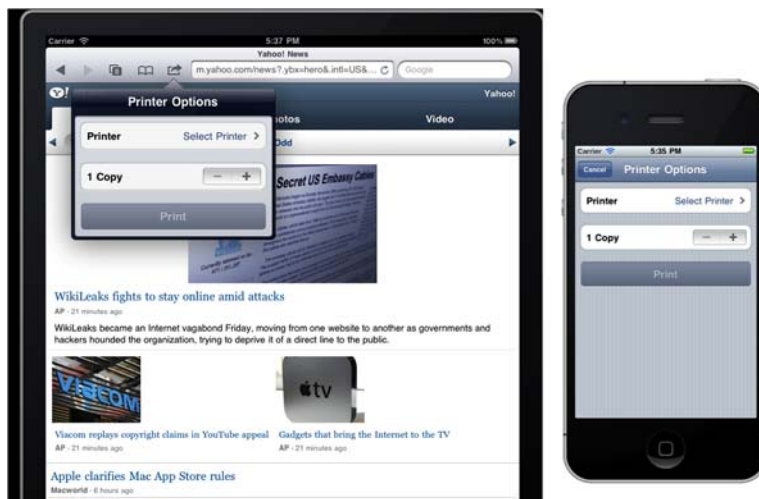 Carrier 5:37 PM 100%
Yahoo! News
m.yahoo.com/news?.ybx=hero&.intl=US&... Google
Y! Yahoo!
Printer Options
otos Video
Printer Select Printer >
Odd
1 Copy − +
Print
Secret US Embassy Cables
WikiLeaks fights to stay online amid attacks
AP - 21 minutes ago
WikiLeaks became an Internet vagabond Friday, moving from one website to another as governments and
hackers hounded the organization, trying to deprive it of a direct line to the public.
VIACOM
tv
Viacom replays copyright claims in YouTube appeal
AP - 21 minutes ago
Gadgets that bring the Internet to the TV
AP - 21 minutes ago
Apple clarifies Mac App Store rules
Macworld - 6 hours ago
Carrier 5:35 PM
Cancel Printer Options
Printer Select Printer >
1 Copy − +
Print